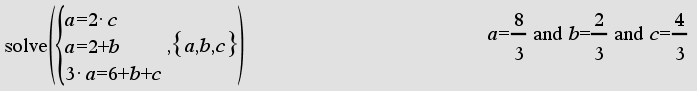 solve({a=2·c
a=2+b
3·a=6+b+c ,{a,b,c})
a=8/3 and b=2/3 and c=4/3